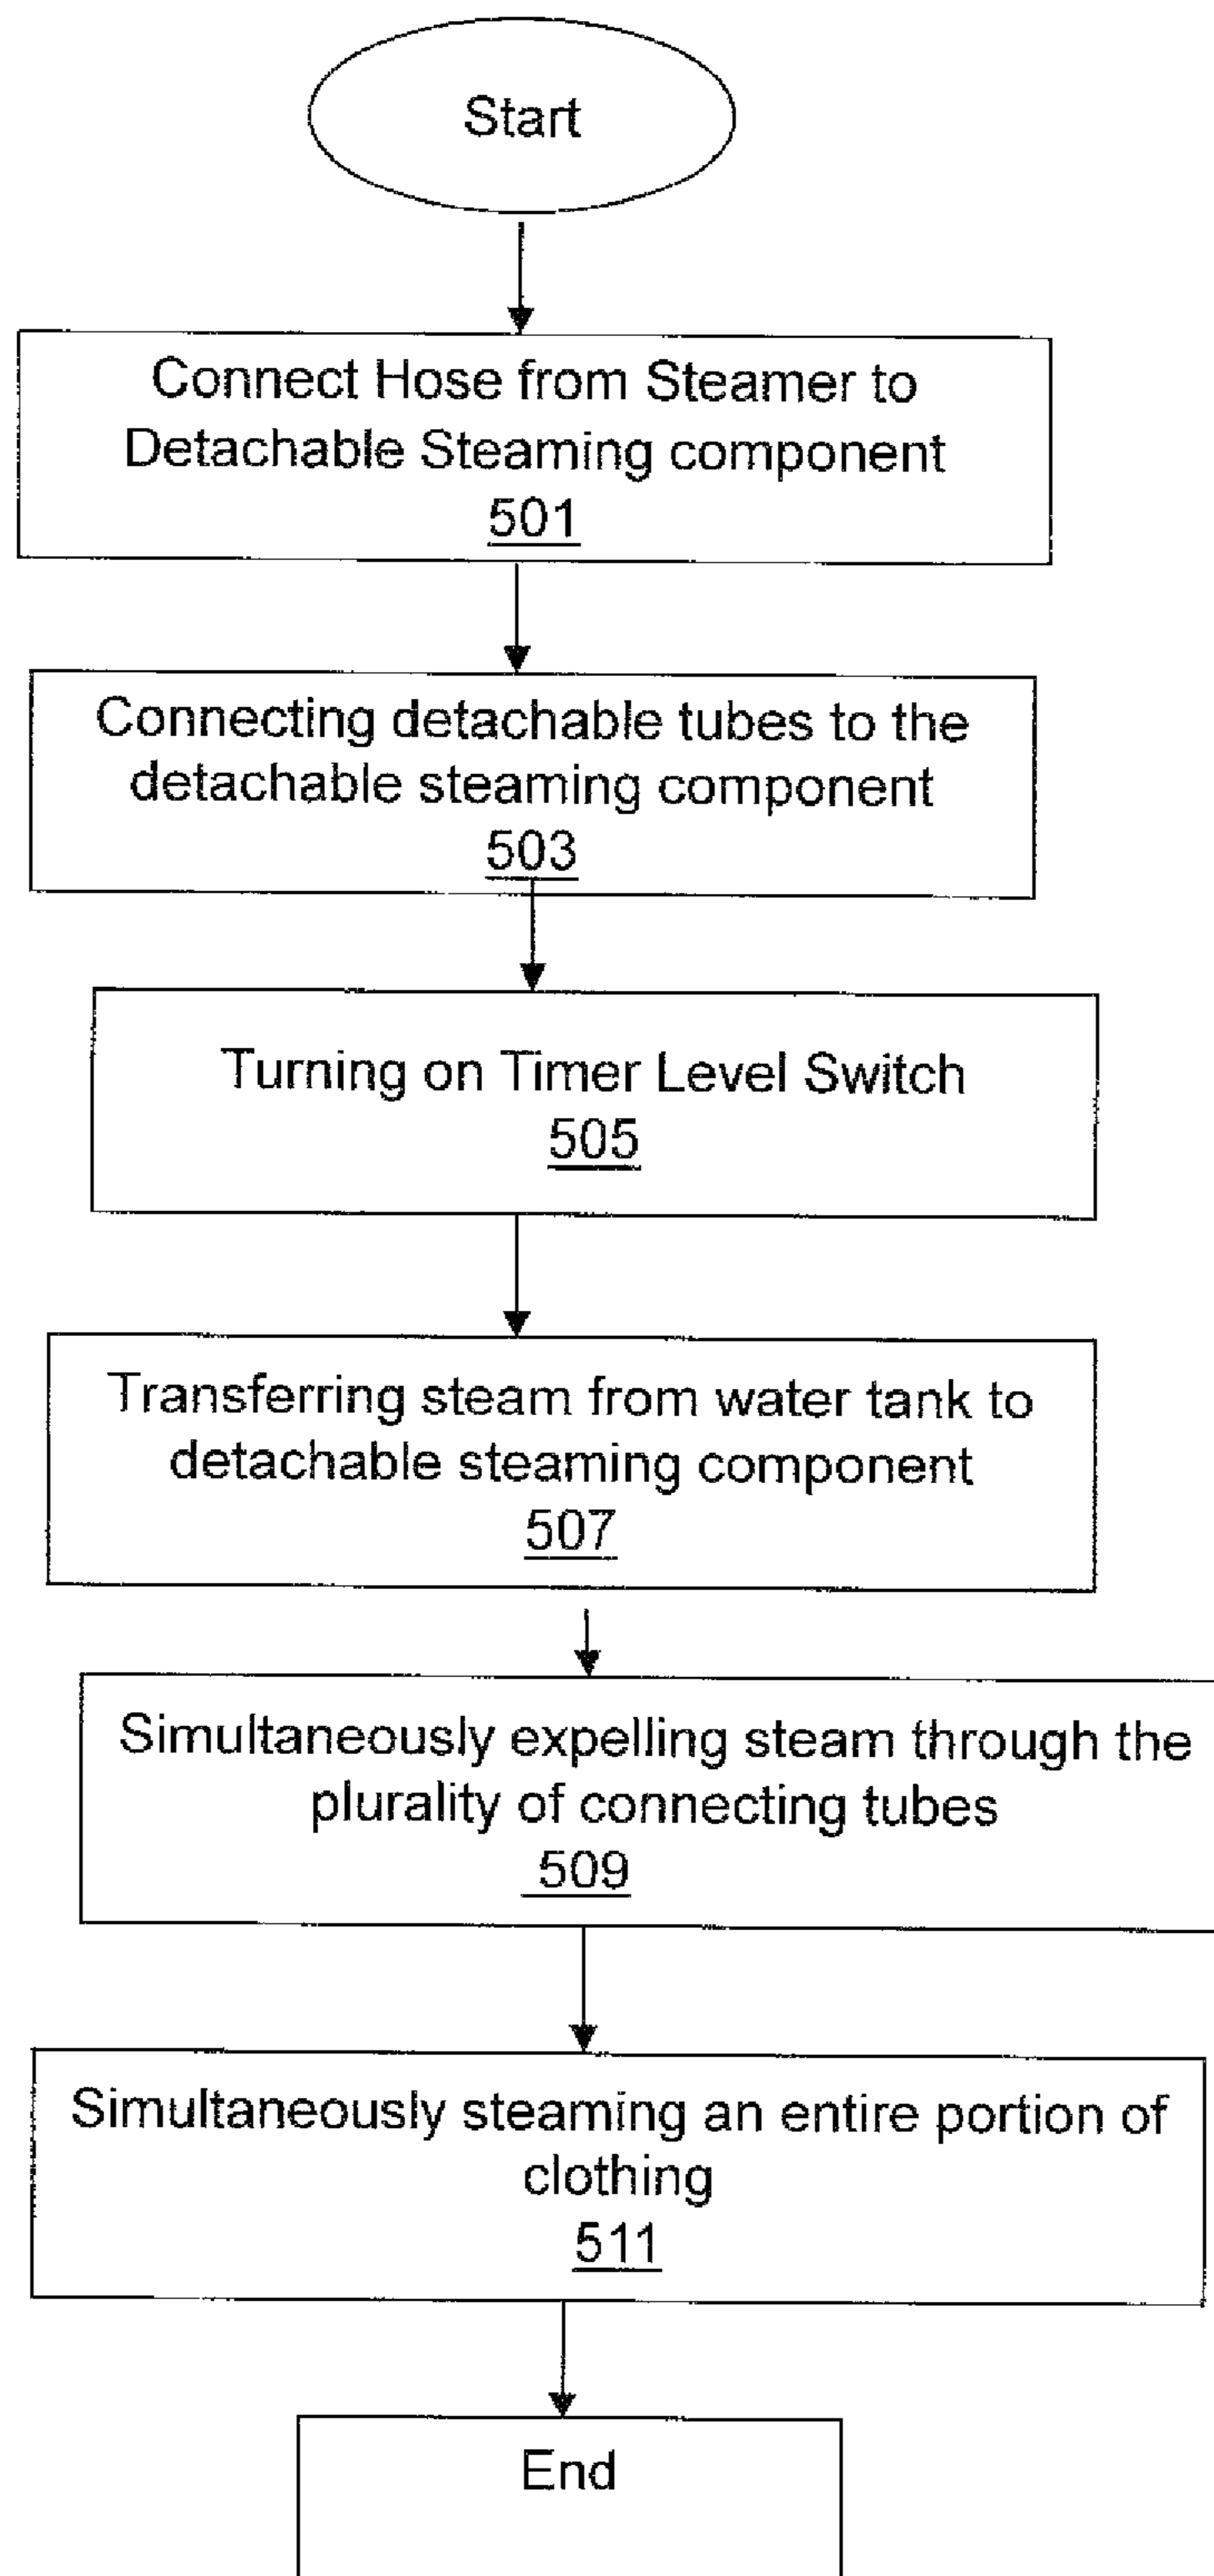 Start
Connect Hose from Steamer to
Detachable Steaming component
501
Connecting detachable tubes to the
detachable steaming component
503
Turning on Timer Level Switch
505
Transferring steam from water tank to
detachable steaming component
507
Simultaneously expelling steam through the
plurality of connecting tubes
509
Simultaneously steaming an entire portion of
clothing
511
End